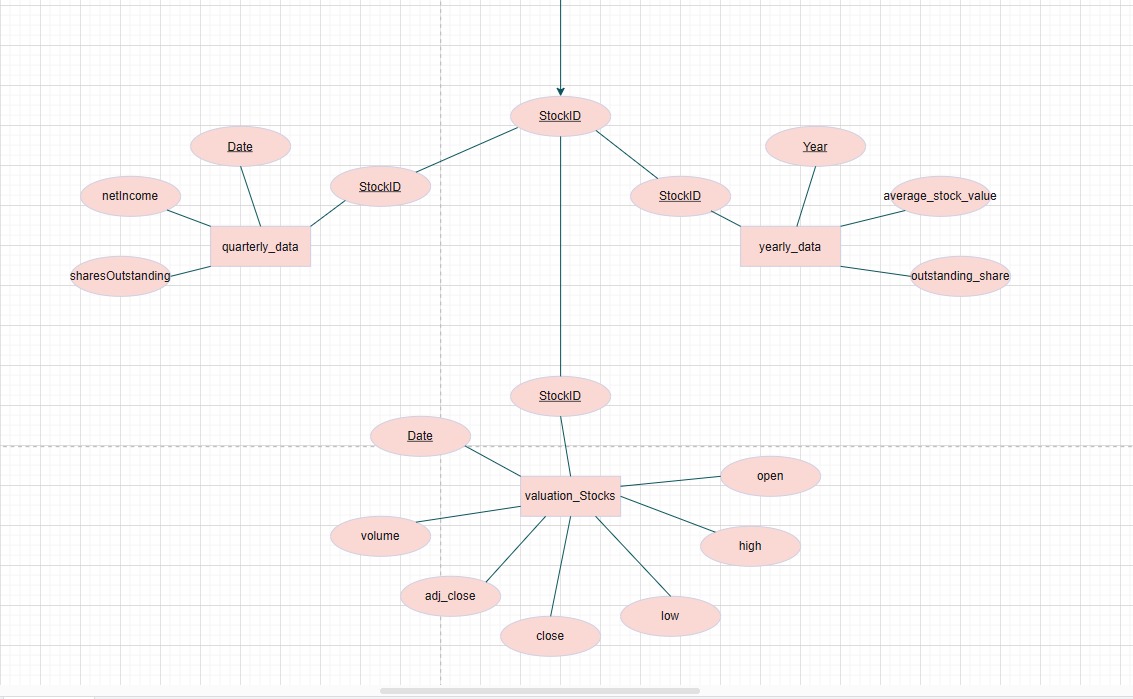 StockID
Date
Year
netIncome
StockID
StockID
average_stock_value
quarterly_data
yearly_data
sharesOutstanding
outstanding_share
StockID
Date
open
valuation_Stocks
volume
high
adj_close
low
close